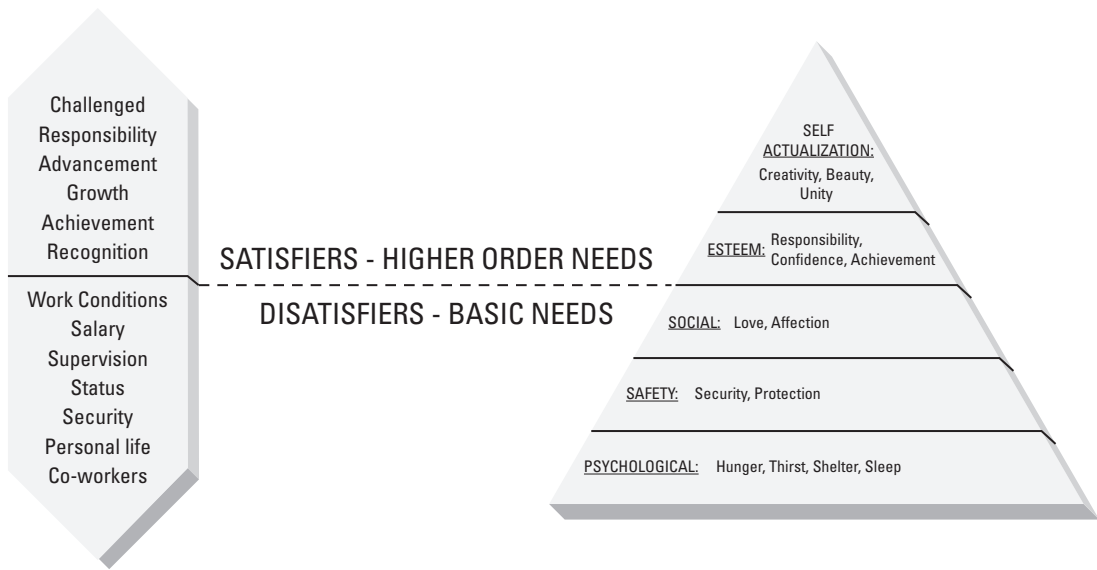 Challenged
Responsibility
Advancement
Growth
Achievement
Recognition
Work Conditions
Salary
Supervision
Status
Security
Personal life
Co-workers
SATISFIERS - HIGHER ORDER NEEDS
DISATISFIERS - BASIC NEEDS
SELF
ACTUALIZATION:
Creativity, Beauty,
Unity
ESTEEM: Responsibility,
Confidence, Achievement
SOCIAL: Love, Affection
SAFETY: Security, Protection
PSYCHOLOGICAL: Hunger, Thirst, Shelter, Sleep